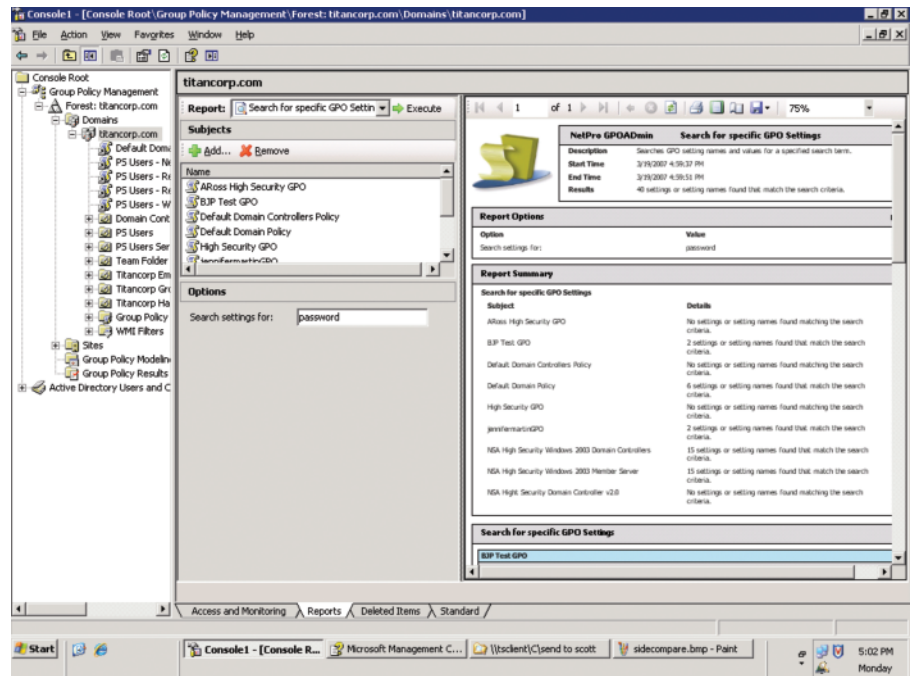 Console1 - [Console Root\Group Policy Management\Forest: titancorp.com\Domains\titancorp.com]
File Action View Favorites Window Help
Console Root
Group Policy Management
Forest: titancorp.com
Domains
titancorp.com
Default Doma
PS Users - Ne
PS Users - Re
PS Users - Re
PS Users - W
Domain Cont
PS Users
PS Users Ser
Team Folder
Titancorp Em
Titancorp Gro
Titancorp Ha
Group Policy
WMI Filters
Sites
Group Policy Modelin
Group Policy Results
Active Directory Users and C
titancorp.com
Report: Search for specific GPO Settin Execute
Subjects
Add... Remove
Name
ARoss High Security GPO
BJP Test GPO
Default Domain Controllers Policy
Default Domain Policy
High Security GPO
jennifermartinGPO
Options
Search settings for: password
1 of 1 75%
NetPro GPOADmin Search for specific GPO Settings
Description Searches GPO setting names and values for a specified search term.
Start Time 3/19/2007 4:59:37 PM
End Time 3/19/2007 4:59:51 PM
Results 40 settings or setting names found that match the search criteria.
Report Options
Option Value
Search settings for: password
Report Summary
Search for specific GPO Settings
Subject Details
ARoss High Security GPO No settings or setting names found matching the search criteria.
BJP Test GPO 2 settings or setting names found that match the search criteria.
Default Domain Controllers Policy No settings or setting names found matching the search criteria.
Default Domain Policy 6 settings or setting names found that match the search criteria.
High Security GPO No settings or setting names found matching the search criteria.
jennifermartinGPO 2 settings or setting names found that match the search criteria.
NSA High Security Windows 2003 Domain Controllers 15 settings or setting names found that match the search criteria.
NSA High Security Windows 2003 Member Server 15 settings or setting names found that match the search criteria.
NSA Hight Security Domain Controller v2.0 No settings or setting names found matching the search criteria.
Search for specific GPO Settings
BJP Test GPO
Access and Monitoring Reports Deleted Items Standard
Start Console1 - [Console R... Microsoft Management C... \\tsclient\C\send to scott sidecompare.bmp - Paint 5:02 PM
Monday